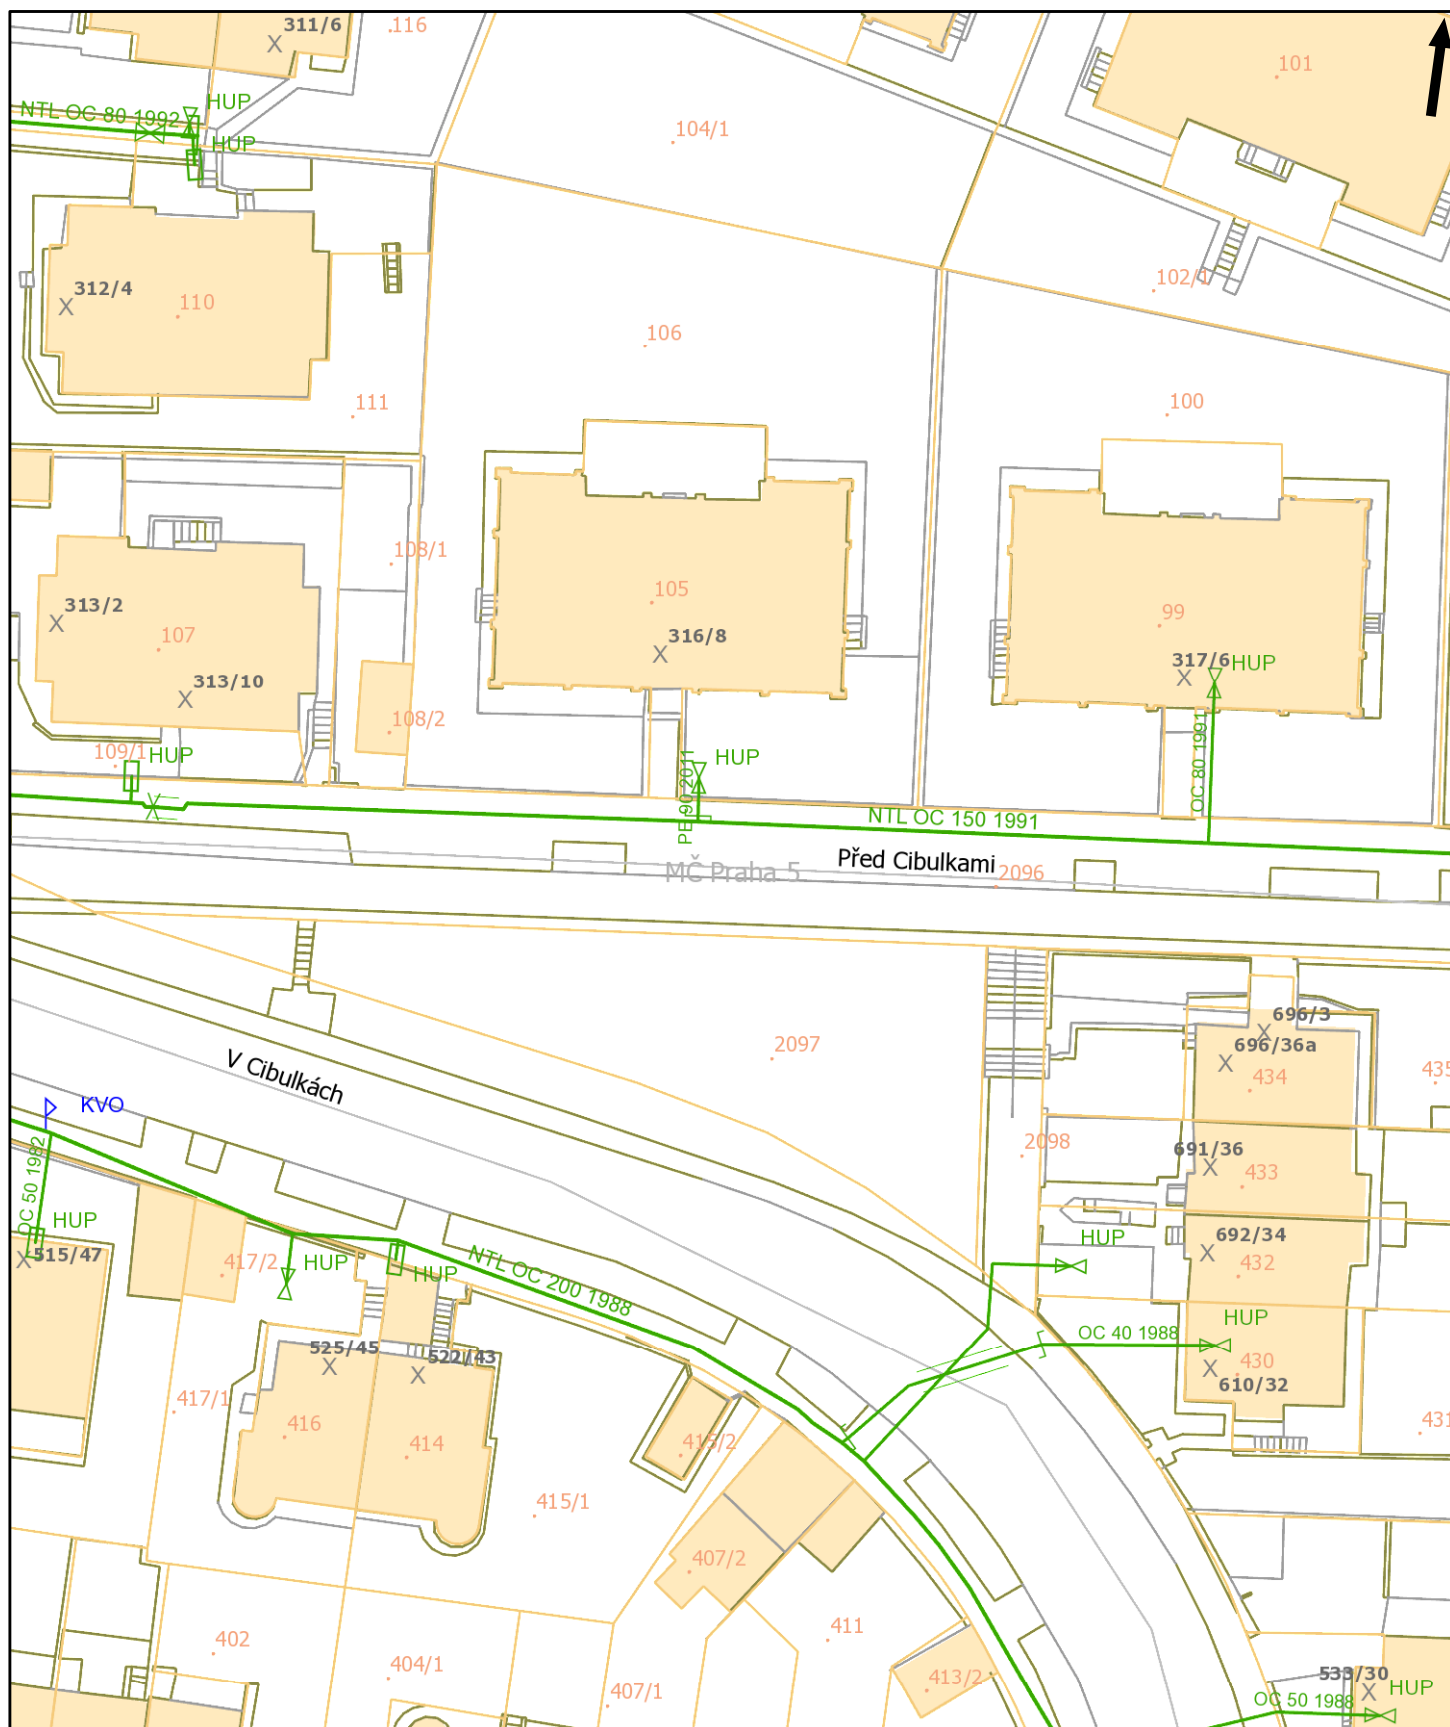 311/6
116
101
HUP
NTL OC 80 1992
104/1
HUP
102/1
312/4
110
106
111
100
108/1
313/2
105
99
107
316/8
317/6
HUP
313/10
108/2
109/1
HUP
HUP
PE 90 2011
OC 80 1991
NTL OC 150 1991
MČ Praha 5
Před Cibulkami
2096
696/3
2097
696/36a
434
435
V Cibulkách
KVO
2098
691/36
433
OC 50 1982
HUP
515/47
417/2
HUP
HUP
NTL OC 200 1988
HUP
692/34
432
HUP
OC 40 1988
525/45
522/43
430
610/32
417/1
416
414
415/2
431
415/1
407/2
402
404/1
411
407/1
413/2
533/30
HUP
OC 50 1988